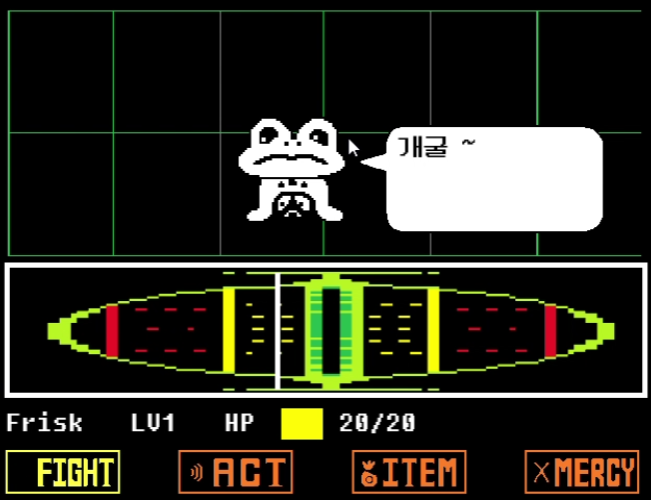 개굴 ~
Frisk LV1 HP 20/20
FIGHT ACT ITEM MERCY